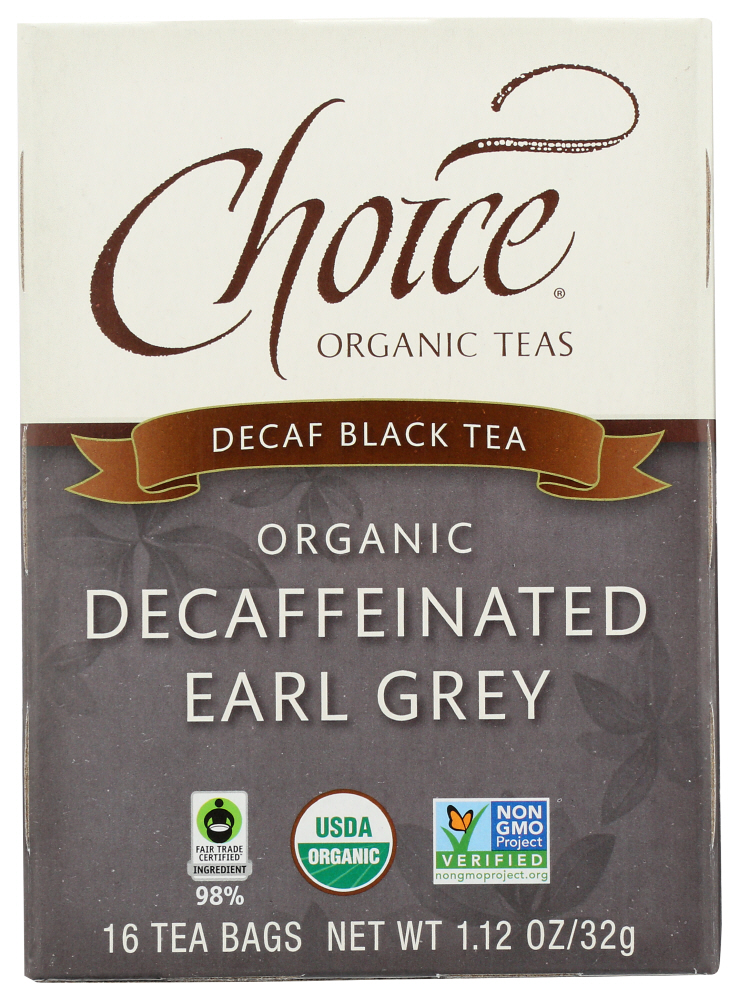 Choice®
ORGANIC TEAS
DECAF BLACK TEA
ORGANIC
DECAFFEINATED
EARL GREY
FAIR TRADE
CERTIFIED™
INGREDIENT
98%
USDA
ORGANIC
NON
GMO
Project
VERIFIED
nongmoproject.org
16 TEA BAGS NET WT 1.12 OZ/32g